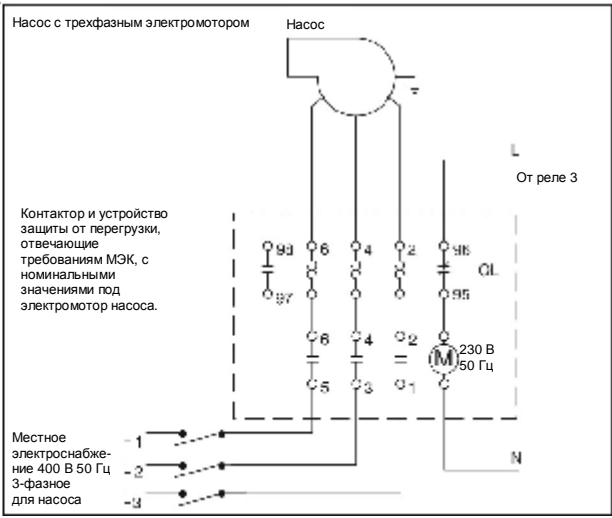 Насос с трехфазным электромотором
Насос
L
От реле 3
Контактор и устройство
защиты от перегрузки,
отвечающие
требованиям МЭК, с
номинальными
значениями под
электромотор насоса.
98 6 4 2 96
OL
97 95
6 4 2
M 230 В
50 Гц
5 3 1
Местное
электроснабже-
ние 400 В 50 Гц
3-фазное
для насоса
1
2
3
N